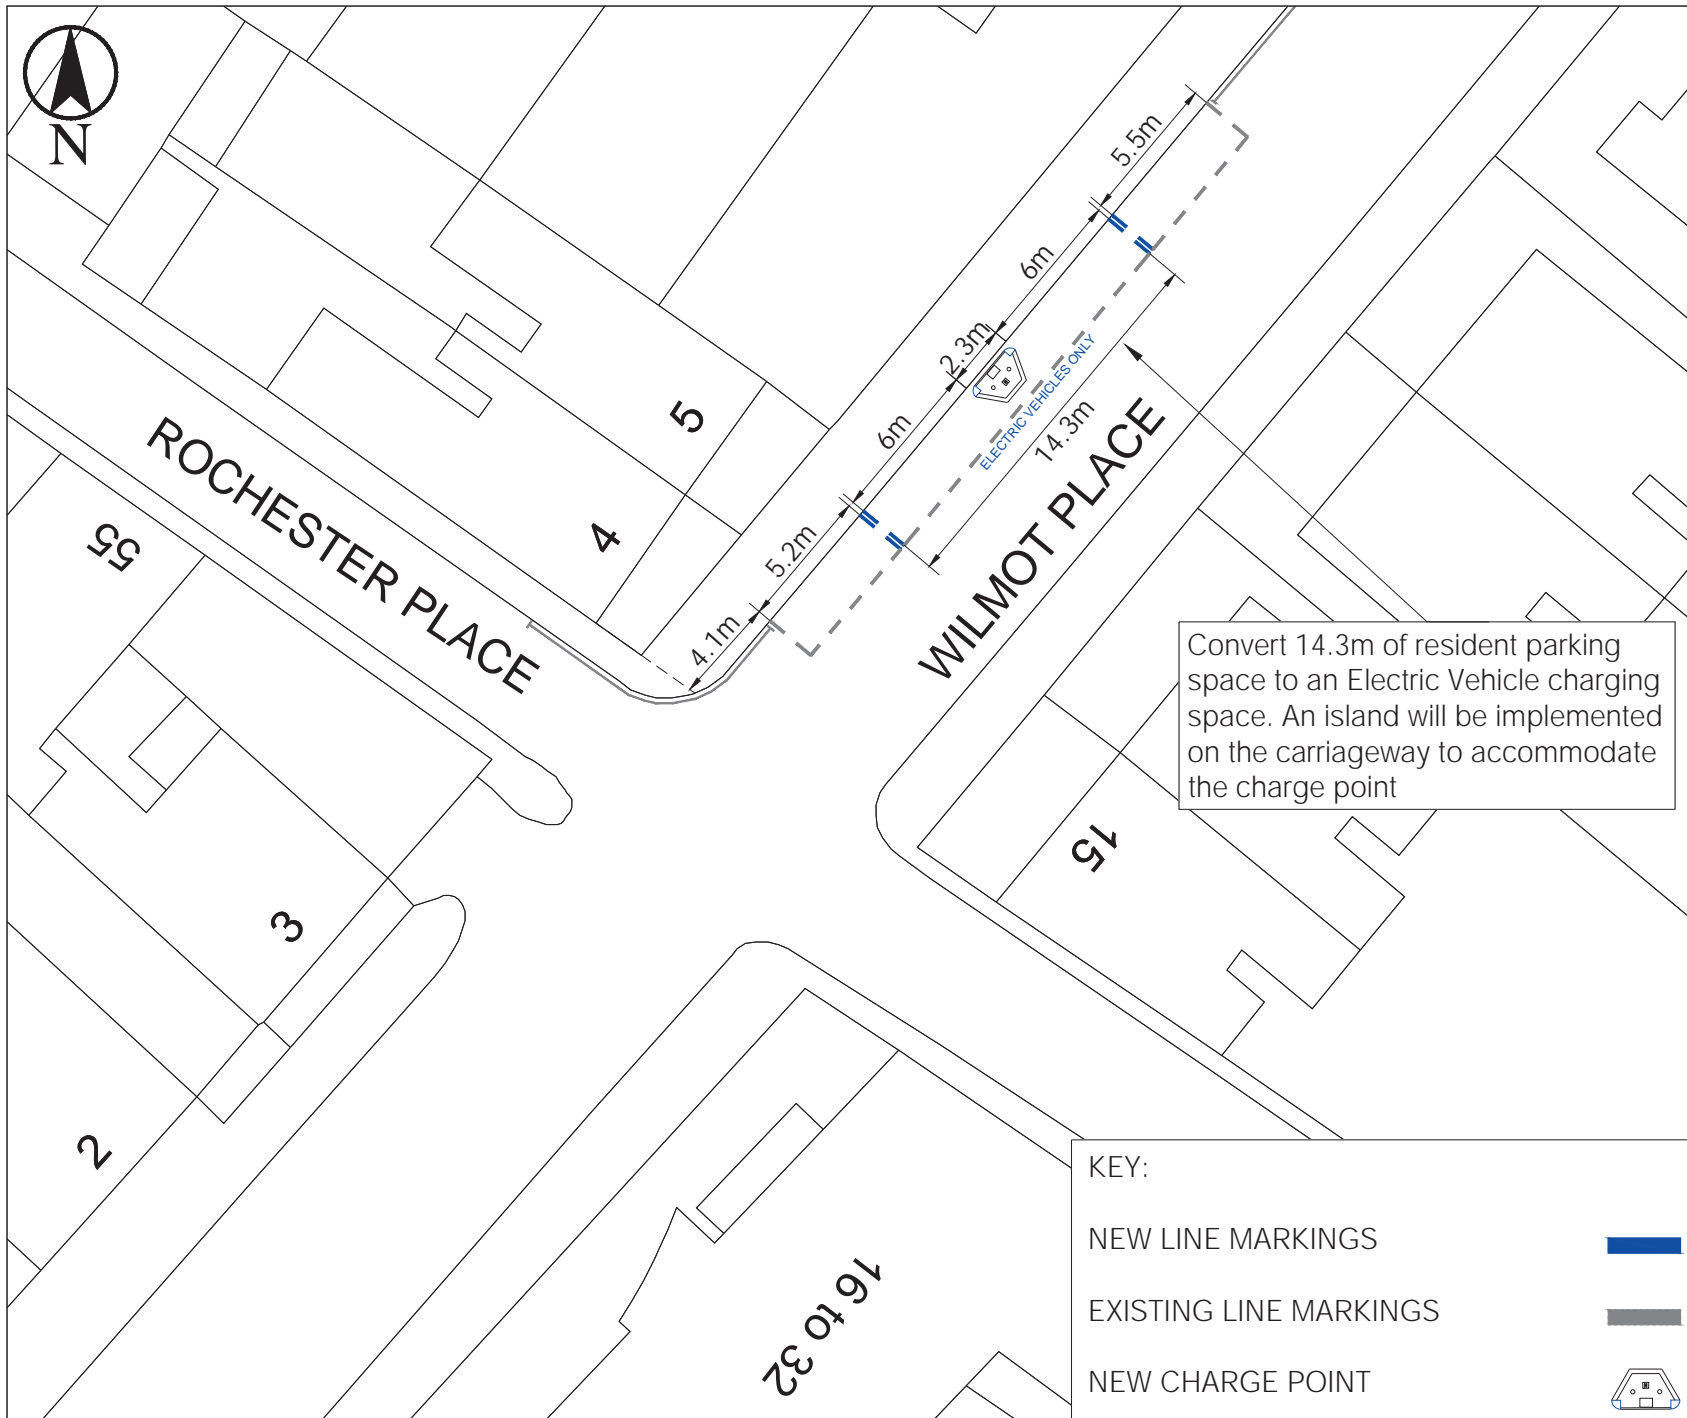 N
5.5m
6m
2.3m
ELECTRIC VEHICLES ONLY
14.3m
6m
5.2m
4.1m
ROCHESTER PLACE
WILMOT PLACE
5
4
55
3
2
15
16 to 32
Convert 14.3m of resident parking
space to an Electric Vehicle charging
space. An island will be implemented
on the carriageway to accommodate
the charge point
KEY:
NEW LINE MARKINGS
EXISTING LINE MARKINGS
NEW CHARGE POINT